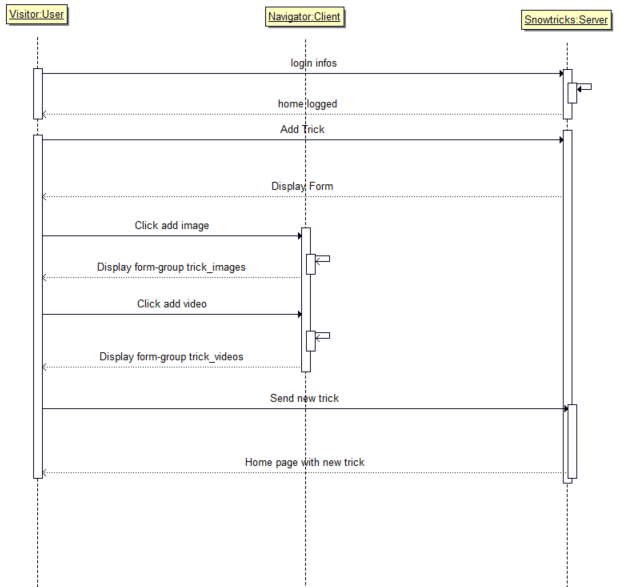 Visitor:User
Navigator:Client
Snowtricks:Server
login infos
home logged
Add Trick
Display Form
Click add image
Display form-group trick_images
Click add video
Display form-group trick_videos
Send new trick
Home page with new trick